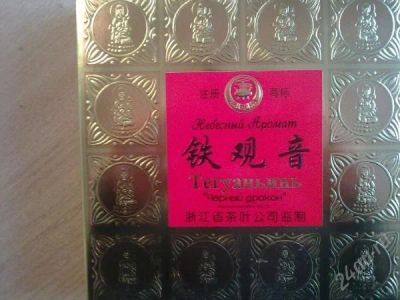 注册 商标
Небесный Аромат
铁观音
Тегуаньинь
"Черный дракон"
浙江省茶叶公司监制